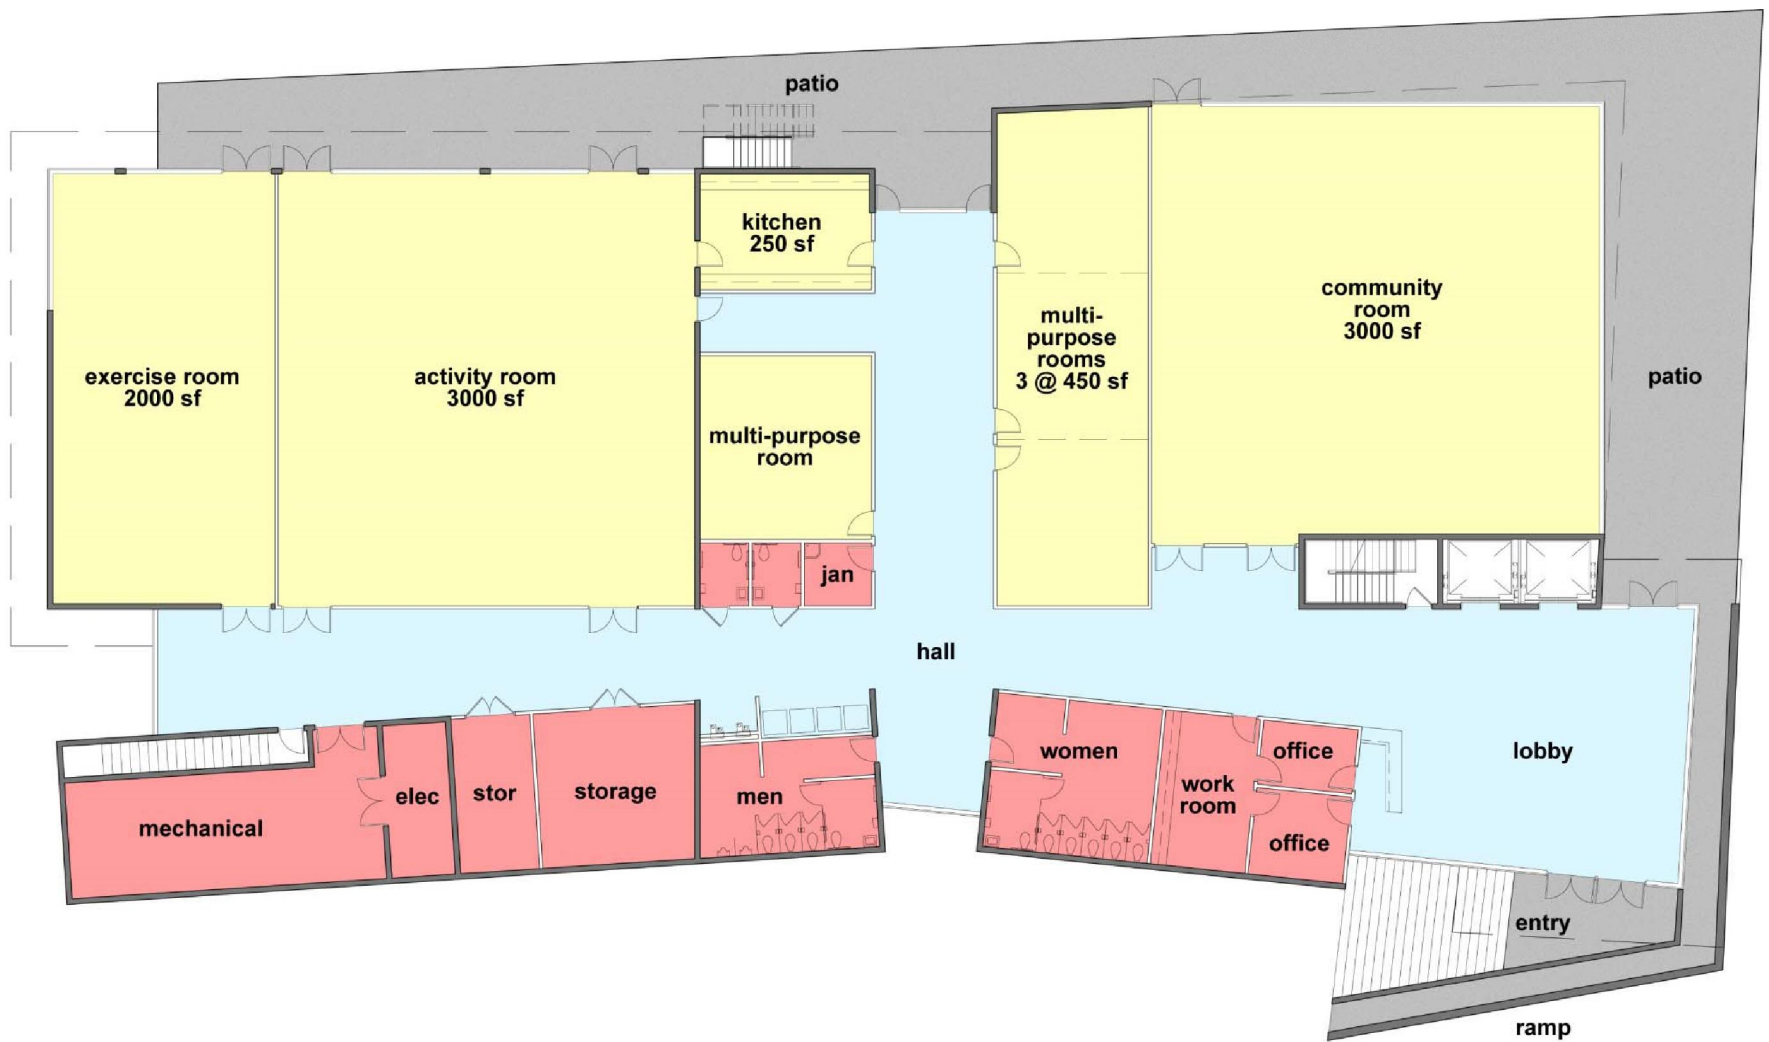 patio
kitchen
250 sf
community
room
3000 sf
multi-
purpose
rooms
3 @ 450 sf
exercise room
2000 sf
activity room
3000 sf
patio
multi-purpose
room
jan
hall
women
office
lobby
work
room
elec
stor
storage
men
mechanical
office
entry
ramp